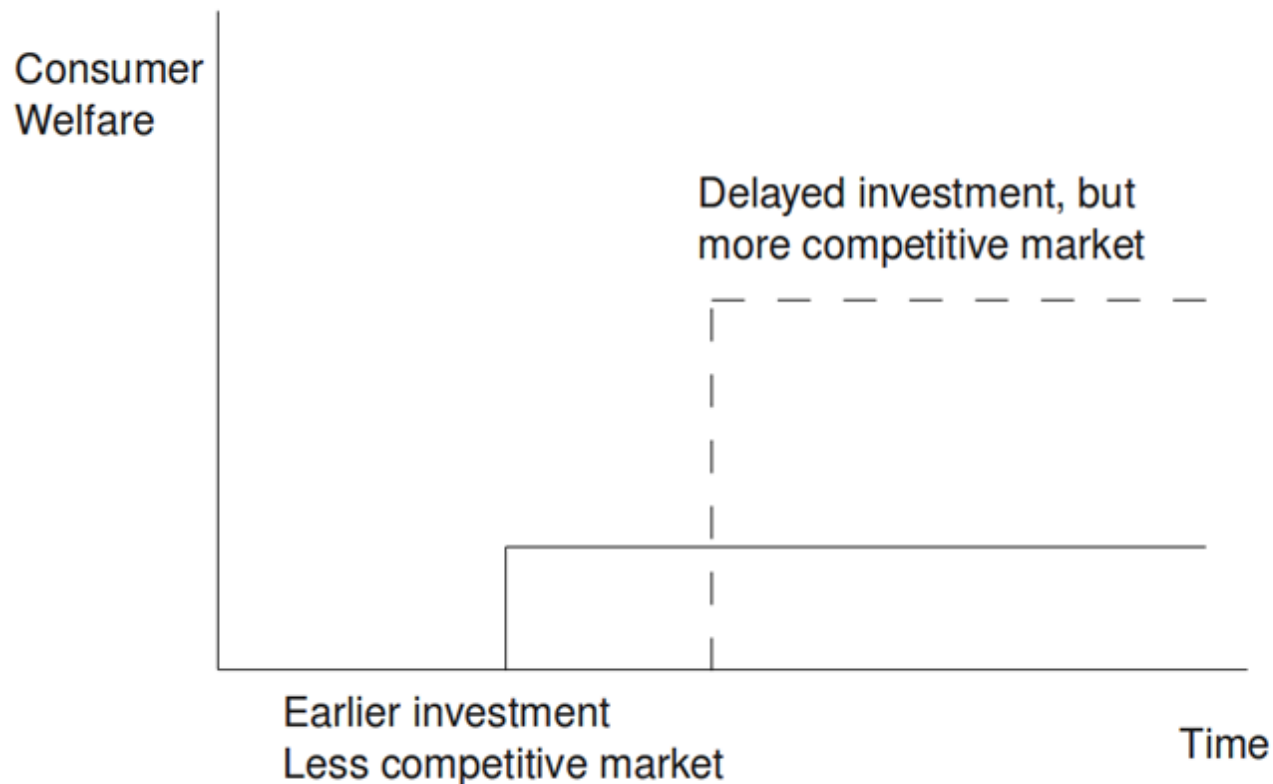 Consumer
Welfare
Delayed investment, but
more competitive market
Earlier investment
Less competitive market
Time